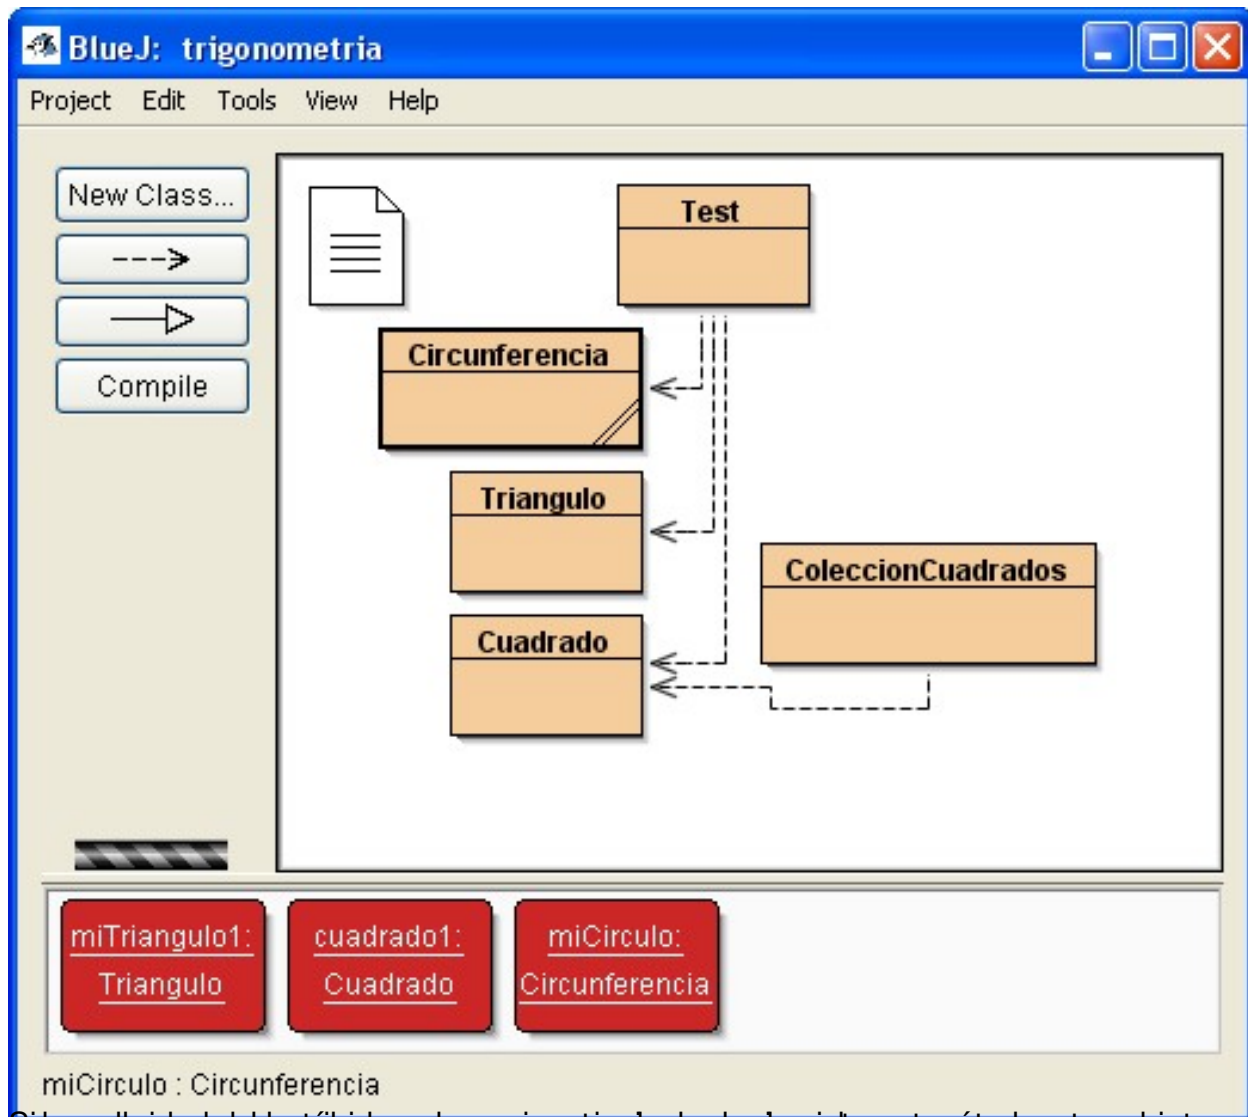 BlueJ: trigonometria
Project Edit Tools View Help
New Class...
Compile
Test
Circunferencia
Triangulo
Cuadrado
ColeccionCuadrados
miTriangulo1:
Triangulo
cuadrado1:
Cuadrado
miCirculo:
Circunferencia
miCirculo : Circunferencia